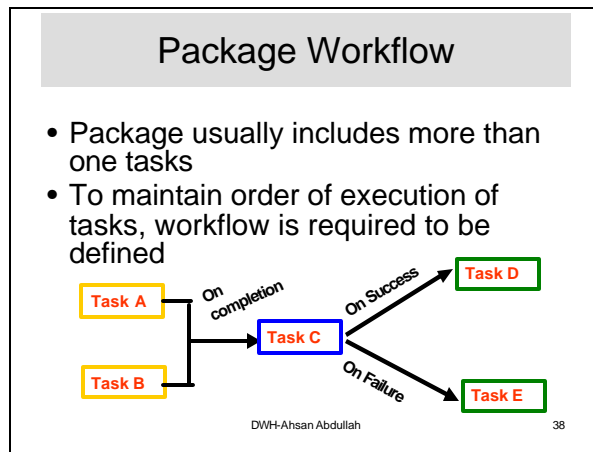 Package Workflow
• Package usually includes more than
one tasks
• To maintain order of execution of
tasks, workflow is required to be
defined
Task A
On
completion
Task B
Task C
On Success
On Failure
Task D
Task E
DWH-Ahsan Abdullah
38